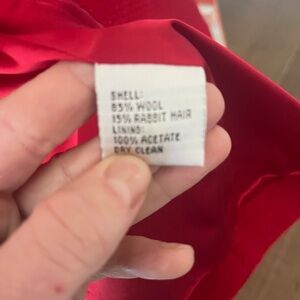 SHELL:
85% WOOL
15% RABBIT HAIR
LINING:
100% ACETATE
DRY CLEAN